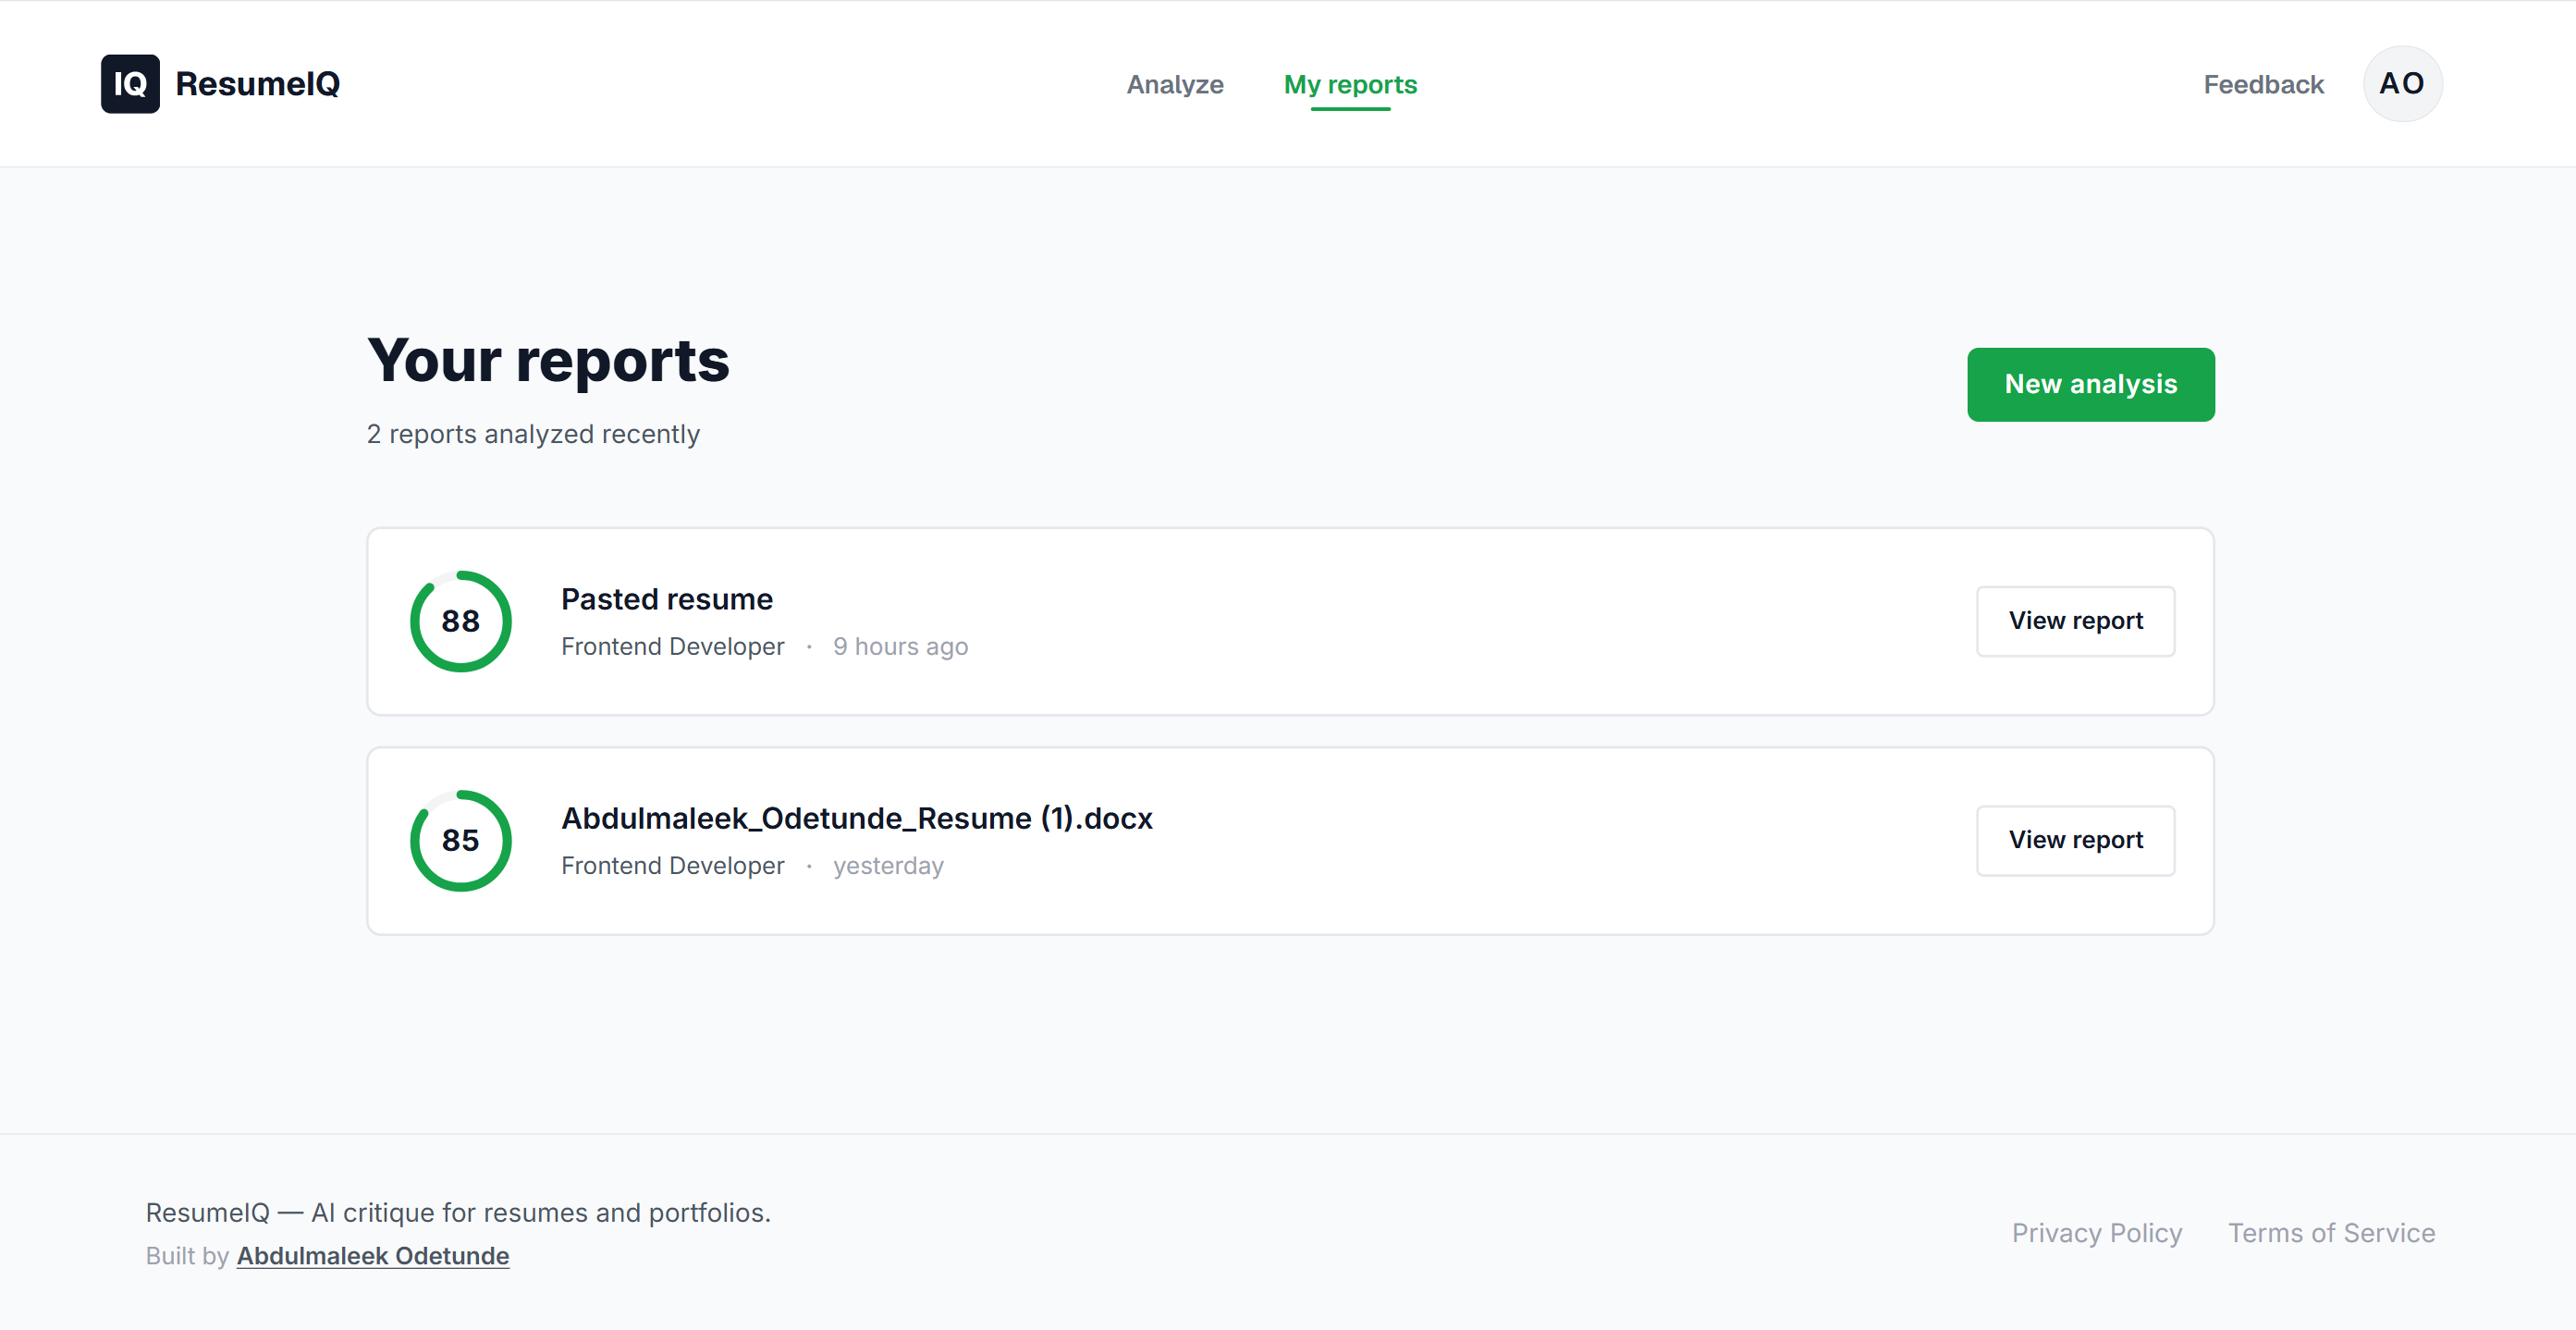 IQ ResumeIQ
Analyze
My reports
Feedback
AO
Your reports
2 reports analyzed recently
New analysis
88
Pasted resume
Frontend Developer · 9 hours ago
View report
85
Abdulmaleek_Odetunde_Resume (1).docx
Frontend Developer · yesterday
View report
ResumeIQ — AI critique for resumes and portfolios.
Built by Abdulmaleek Odetunde
Privacy Policy
Terms of Service